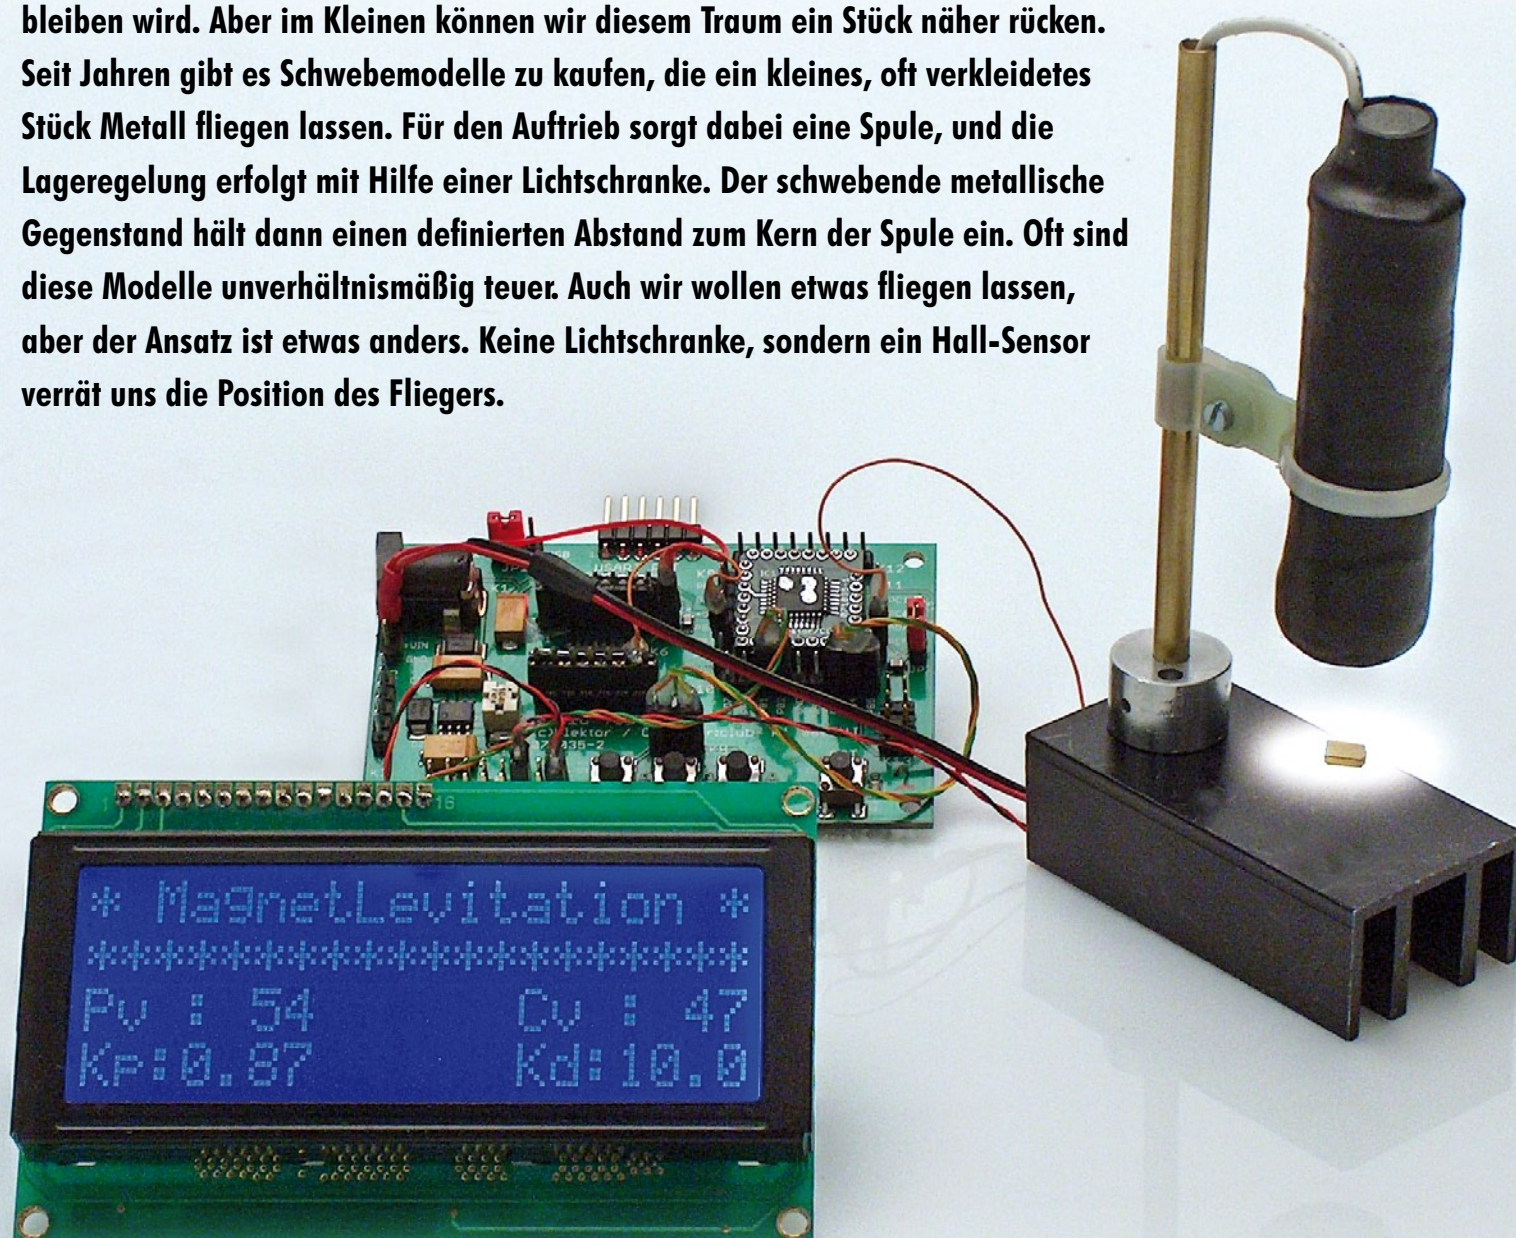 bleiben wird. Aber im Kleinen können wir diesem Traum ein Stück näher rücken.
Seit Jahren gibt es Schwebemodelle zu kaufen, die ein kleines, oft verkleidetes
Stück Metall fliegen lassen. Für den Auftrieb sorgt dabei eine Spule, und die
Lageregelung erfolgt mit Hilfe einer Lichtschranke. Der schwebende metallische
Gegenstand hält dann einen definierten Abstand zum Kern der Spule ein. Oft sind
diese Modelle unverhältnismäßig teuer. Auch wir wollen etwas fliegen lassen,
aber der Ansatz ist etwas anders. Keine Lichtschranke, sondern ein Hall-Sensor
verrät uns die Position des Fliegers.
K6
(c)Elektor /
16
* MagnetLevitation *
********************
Pv : 54 Cv : 47
Kp:0.87 Kd:10.0